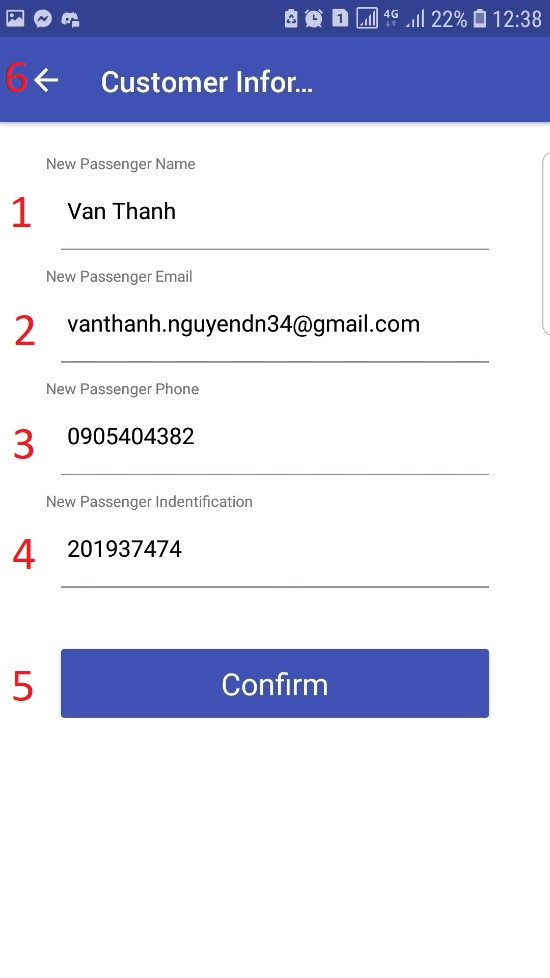 1 4G 22% 12:38
6 Customer Infor...
New Passenger Name
1 Van Thanh
New Passenger Email
2 vanthanh.nguyendn34@gmail.com
New Passenger Phone
3 0905404382
New Passenger Indentification
4 201937474
5 Confirm